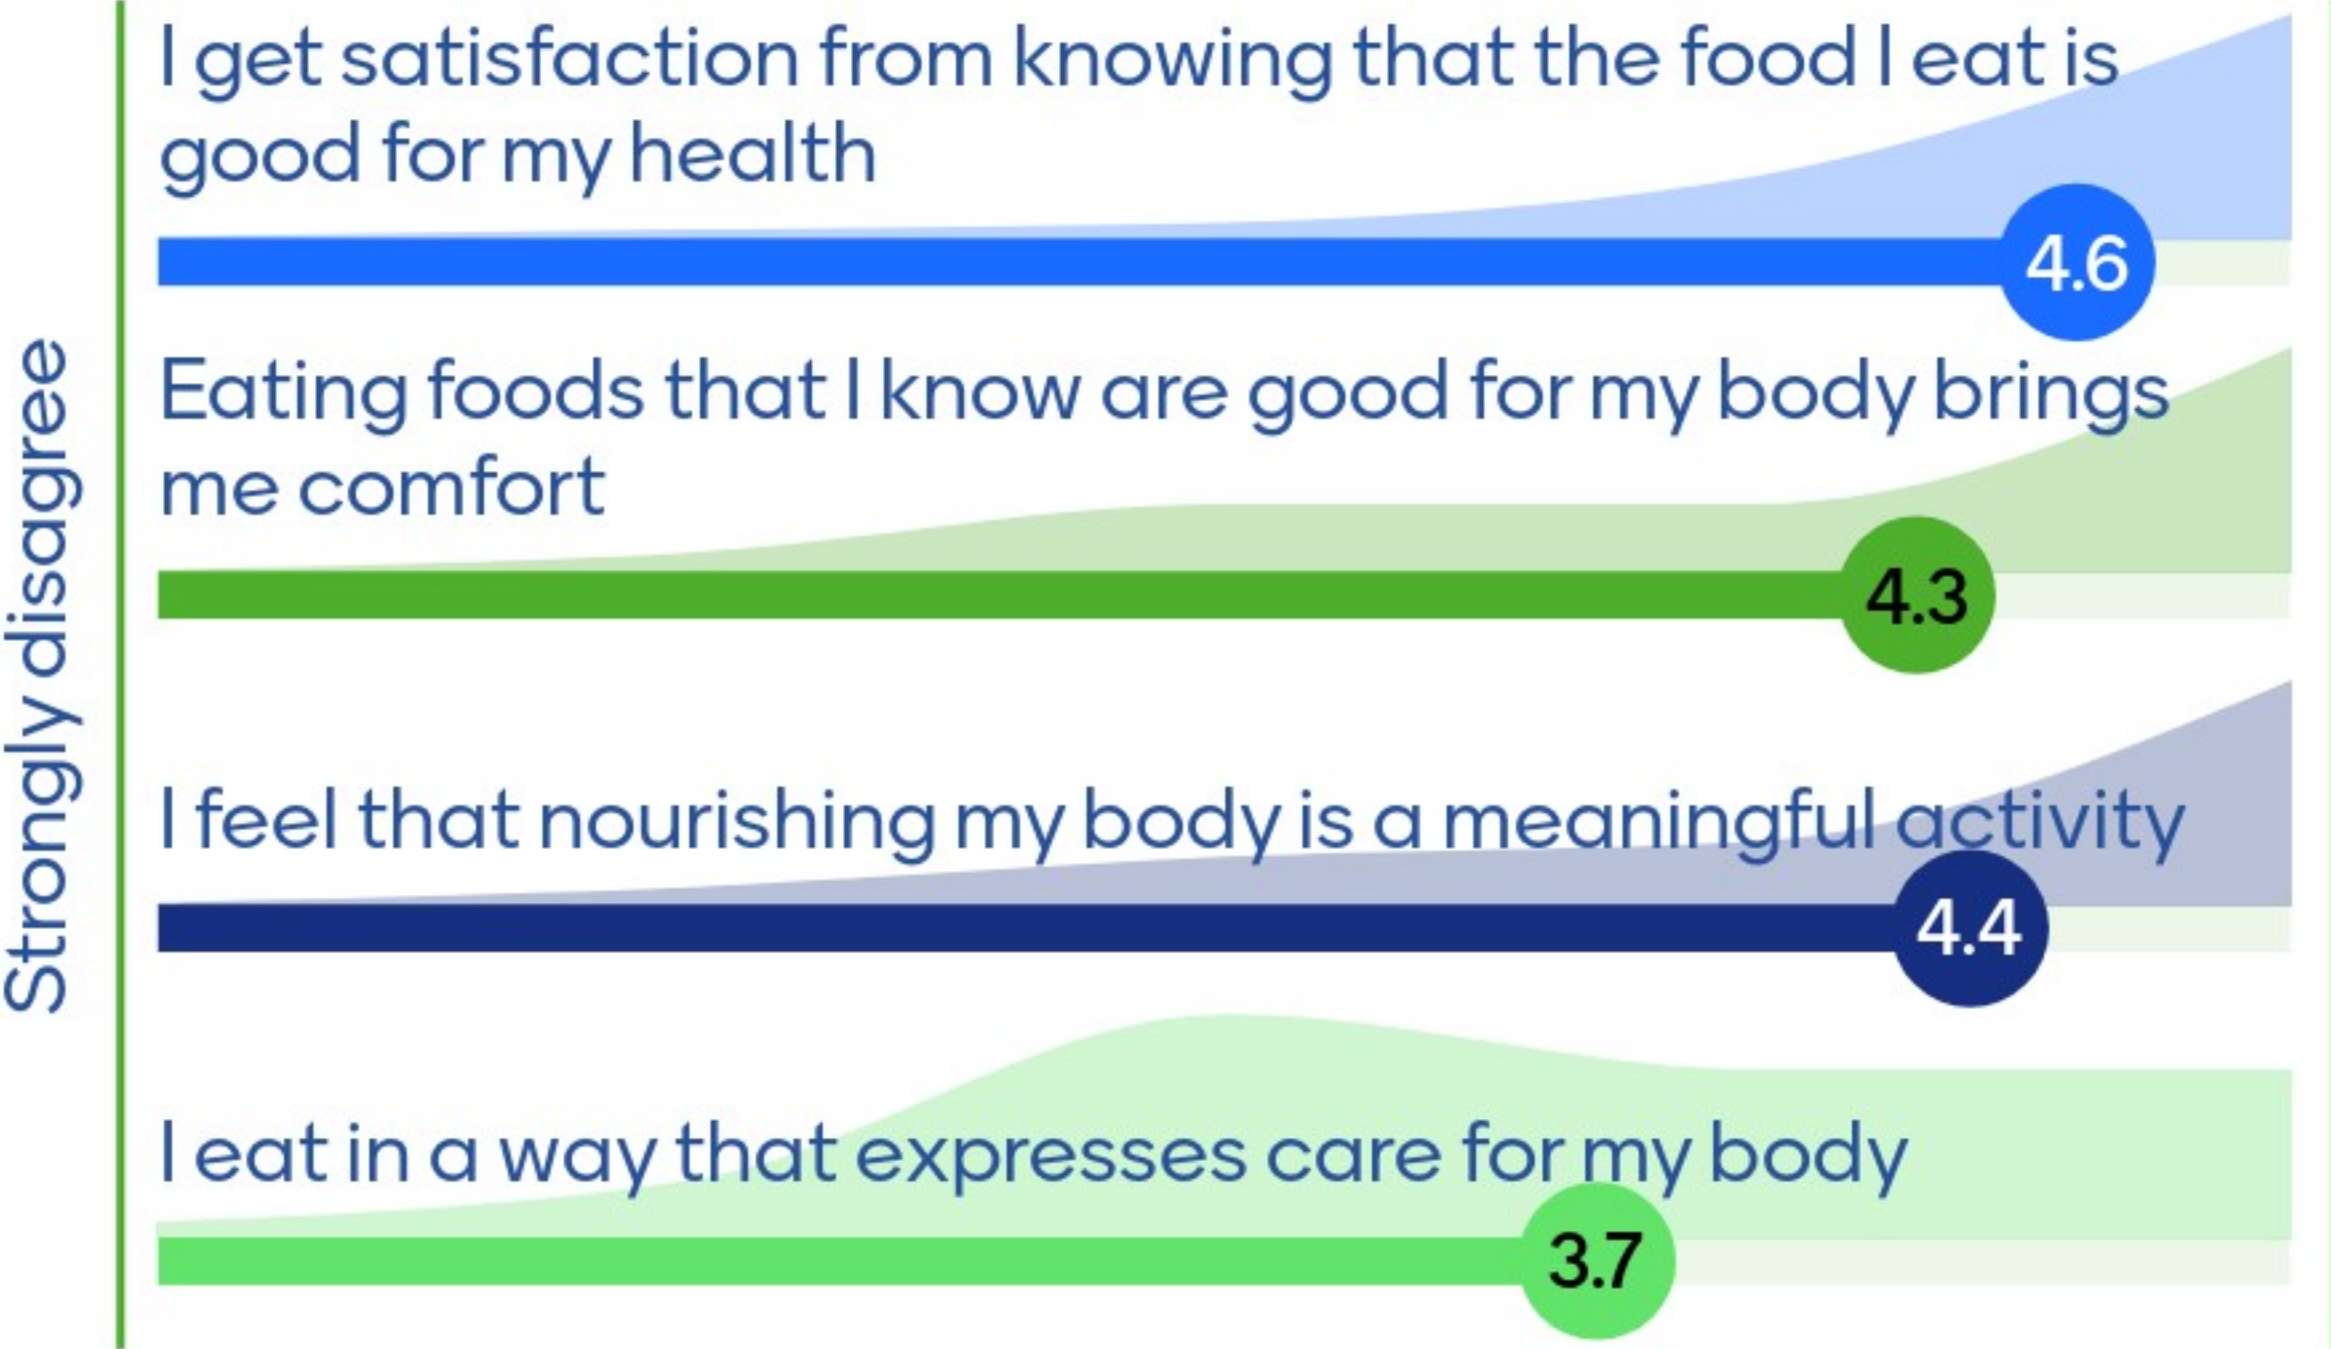 Strongly disagree
I get satisfaction from knowing that the food I eat is
good for my health
4.6
Eating foods that I know are good for my body brings
me comfort
4.3
I feel that nourishing my body is a meaningful activity
4.4
I eat in a way that expresses care for my body
3.7